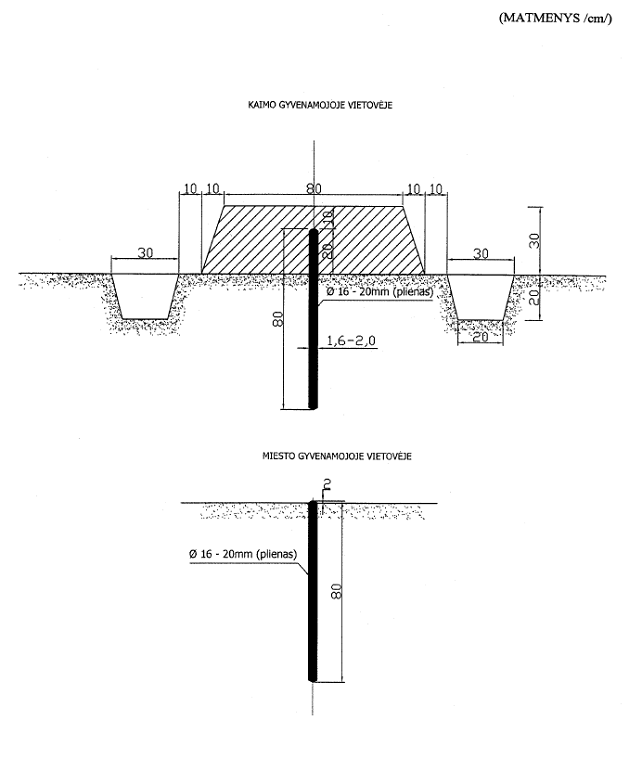 (MATMENYS /cm/)
KAIMO GYVENAMOJOJE VIETOVĖJE
10 10 80 10 10
10
30 30 30
20
Ø 16 - 20mm (plienas)
20
80
1,6-2,0
20
MIESTO GYVENAMOJOJE VIETOVĖJE
2
Ø 16 - 20mm (plienas)
80